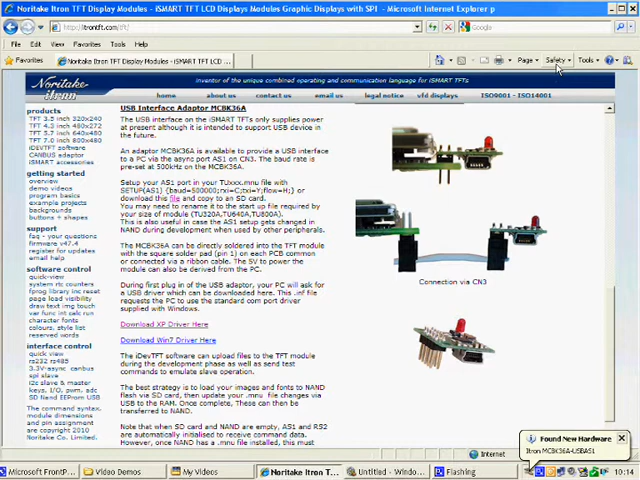 Noritake Itron TFT Display Modules - iSMART TFT LCD Displays Modules Graphic Displays with SPI - Microsoft Internet Explorer p
http://itrontft.com/tft/
Google
File Edit View Favorites Tools Help
Favorites
Noritake Itron TFT Display Modules - iSMART TFT LCD ...
Page Safety Tools
Noritake
itron
inventor of the unique combined operating and communication language for iSMART TFTs
home about us contact us email us legal notice vfd displays ISO9001 - ISO14001
products
TFT 3.5 inch 320x240
TFT 4.3 inch 480x272
TFT 5.7 inch 640x480
TFT 7.0 inch 800x480
iDEVTFT software
CANBUS adaptor
iSMART accessories
getting started
overview
demo videos
program basics
example projects
backgrounds
buttons + shapes
support
faq - your questions
firmware v47.4
register for updates
email help
software control
quick-view
system rtc counters
fprog library inc reset
page load visibility
draw text img touch
var func int calc run
character fonts
colours, style list
reserved words
interface control
quick view
rs232 rs485
3.3V-async canbus
spi slave
i2c slave & master
keys, I/O, pwm, adc
SD Nand EEProm USB
The command syntax,
module dimensions
and pin assignment
are copyright 2010
Noritake Co. Limited.
USB Interface Adaptor MCBK36A
The USB interface on the iSMART TFTs only supplies power
at present although it is intended to support USB device in
the future.
An adaptor MCBK36A is available to provide a USB interface
to a PC via the async port AS1 on CN3. The baud rate is
pre-set at 500kHz on the MCBK36A.
Setup your AS1 port in your TUxxx.mnu file with
SETUP(AS1) {baud=500000;rxi=C;txi=Y;flow=H;} or
download this file and copy to an SD card.
You may need to rename it to the start up file required by
your size of module (TU320A,TU640A,TU800A).
This is also useful in case the AS1 setup gets changed in
NAND during development when used by other peripherals.
The MCBK36A can be directly soldered into the TFT module
with the square solder pad (pin 1) on each PCB common
or via a ribbon cable. The 5V to power the
module can also be derived from the PC.
During first plug in of the USB adaptor, your PC will ask for
a USB driver which can be downloaded here. This .inf file
requests the PC to use the standard com port driver
supplied with Windows.
Download XP Driver Here
Download Win7 Driver Here
The iDevTFT software can upload files to the TFT module
during the development phase as well as send test
commands to emulate slave operation.
The best strategy is to load your images and fonts to NAND
flash via SD card, then update your .mnu file changes via
USB to the RAM. Once complete, These can then be
transferred to NAND.
Note that when SD card and NAND are empty, AS1 and RS2
are automatically initialised to receive command data.
However, once NAND has a .mnu file installed, this must
Connection via CN3
Found New Hardware
Itron MCBK36A-USBAS1
Internet
Microsoft FrontP...
Video Demos
My Videos
Noritake Itron T...
Untitled - Window...
Flashing
10:14